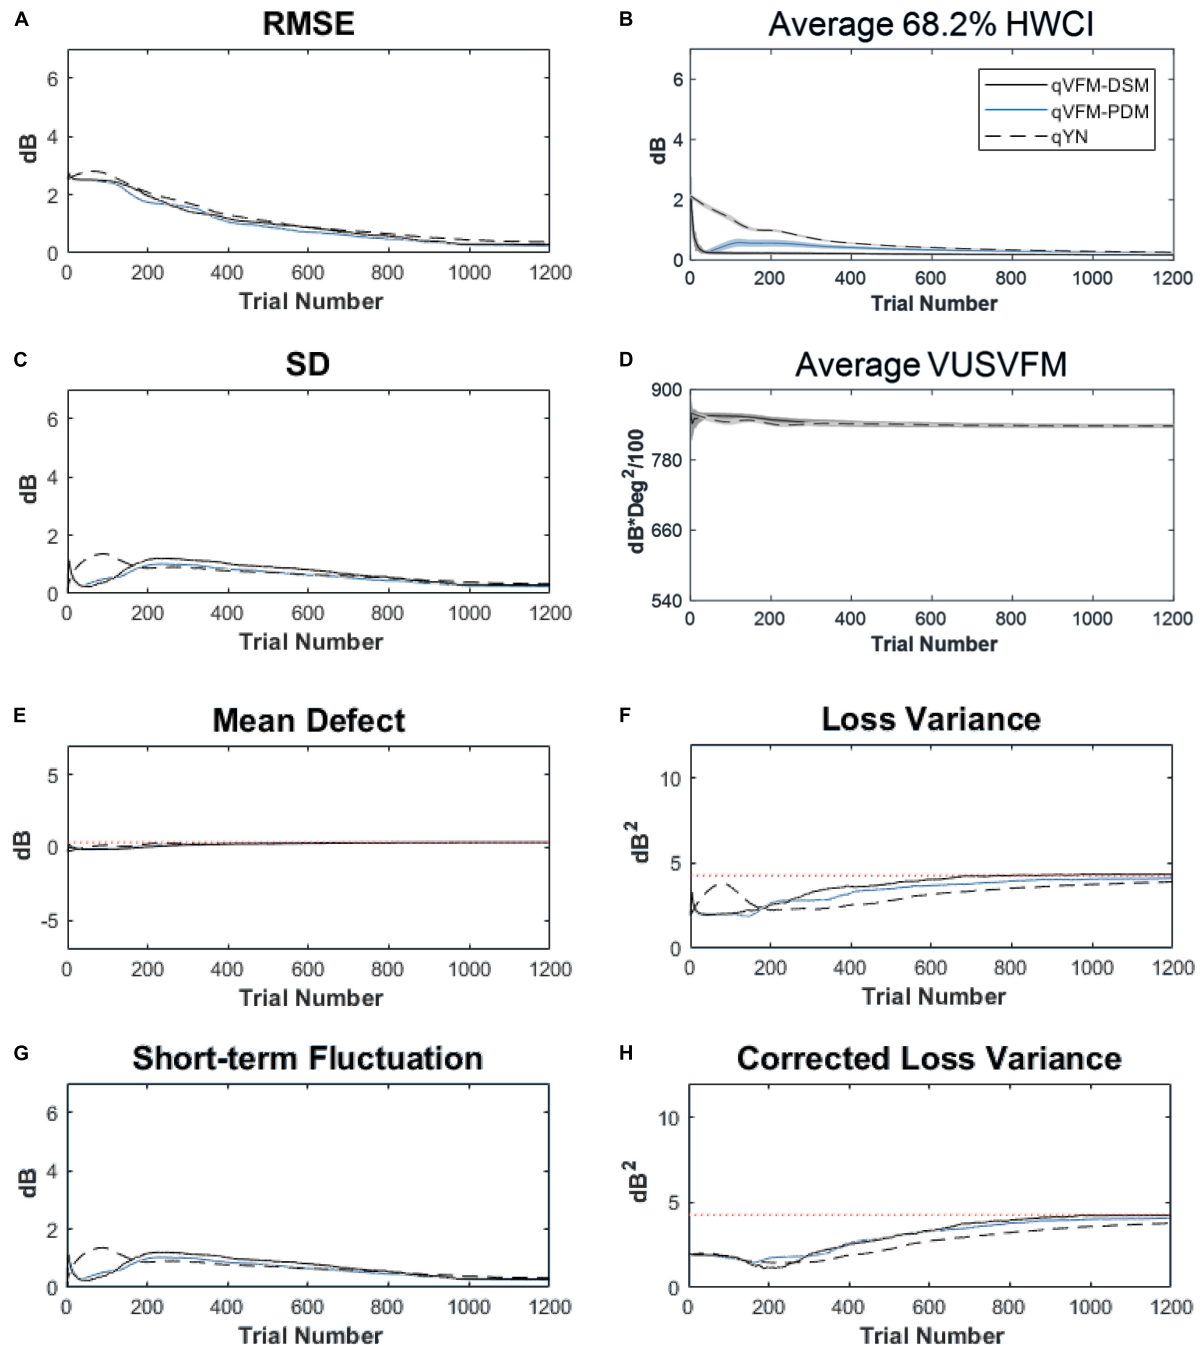 A
RMSE
6
4
2
0
dB
0 200 400 600 800 1000 1200
Trial Number
B
Average 68.2% HWCI
6
4
2
0
dB
qVFM-DSM
qVFM-PDM
qYN
0 200 400 600 800 1000 1200
Trial Number
C
SD
6
4
2
0
dB
0 200 400 600 800 1000 1200
Trial Number
D
Average VUSVFM
900
780
660
540
dB*Deg²/100
0 200 400 600 800 1000 1200
Trial Number
E
Mean Defect
5
0
-5
dB
0 200 400 600 800 1000 1200
Trial Number
F
Loss Variance
10
5
0
dB²
0 200 400 600 800 1000 1200
Trial Number
G
Short-term Fluctuation
6
4
2
0
dB
0 200 400 600 800 1000 1200
Trial Number
H
Corrected Loss Variance
10
5
0
dB²
0 200 400 600 800 1000 1200
Trial Number